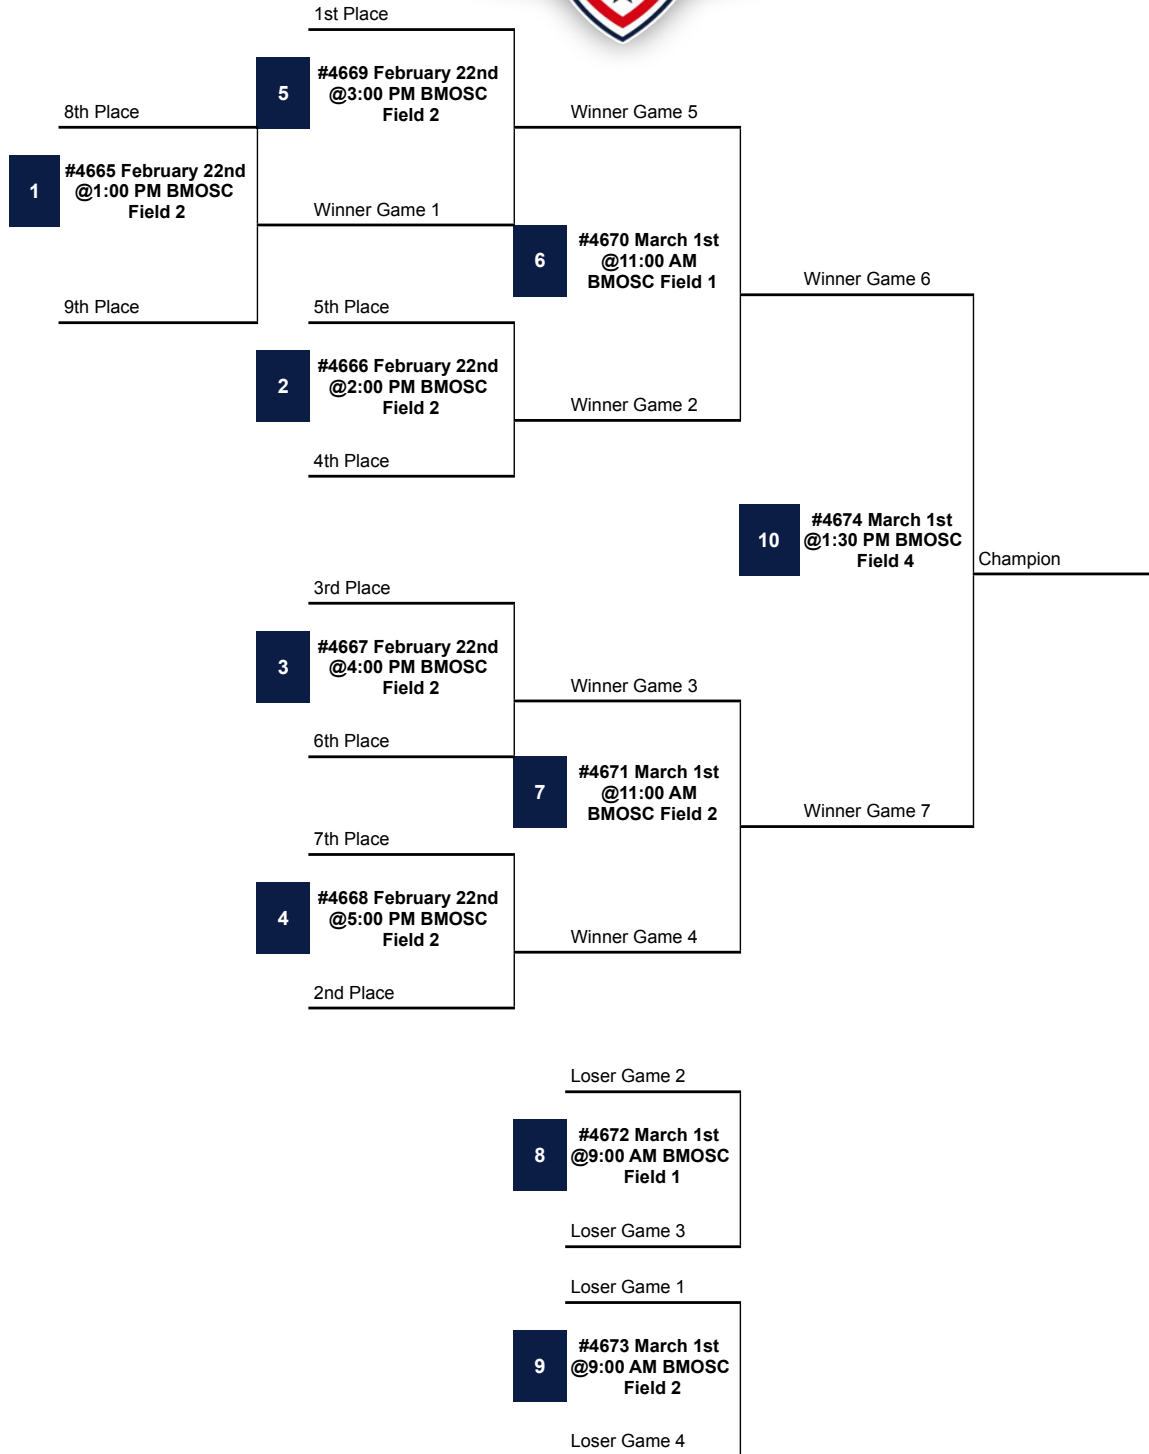 1st Place
5
#4669 February 22nd
@3:00 PM BMOSC
Field 2
8th Place
Winner Game 5
1
#4665 February 22nd
@1:00 PM BMOSC
Field 2
Winner Game 1
6
#4670 March 1st
@11:00 AM
BMOSC Field 1
Winner Game 6
9th Place
5th Place
2
#4666 February 22nd
@2:00 PM BMOSC
Field 2
Winner Game 2
4th Place
10
#4674 March 1st
@1:30 PM BMOSC
Field 4
Champion
3rd Place
3
#4667 February 22nd
@4:00 PM BMOSC
Field 2
Winner Game 3
6th Place
7
#4671 March 1st
@11:00 AM
BMOSC Field 2
Winner Game 7
7th Place
4
#4668 February 22nd
@5:00 PM BMOSC
Field 2
Winner Game 4
2nd Place
Loser Game 2
8
#4672 March 1st
@9:00 AM BMOSC
Field 1
Loser Game 3
Loser Game 1
9
#4673 March 1st
@9:00 AM BMOSC
Field 2
Loser Game 4